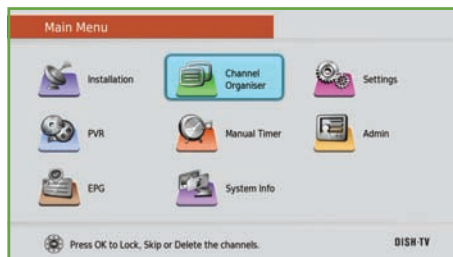 Main Menu
Installation
Channel
Organiser
Settings
PVR
Manual Timer
Admin
EPG
System Info
Press OK to Lock, Skip or Delete the channels.
DISH-TV